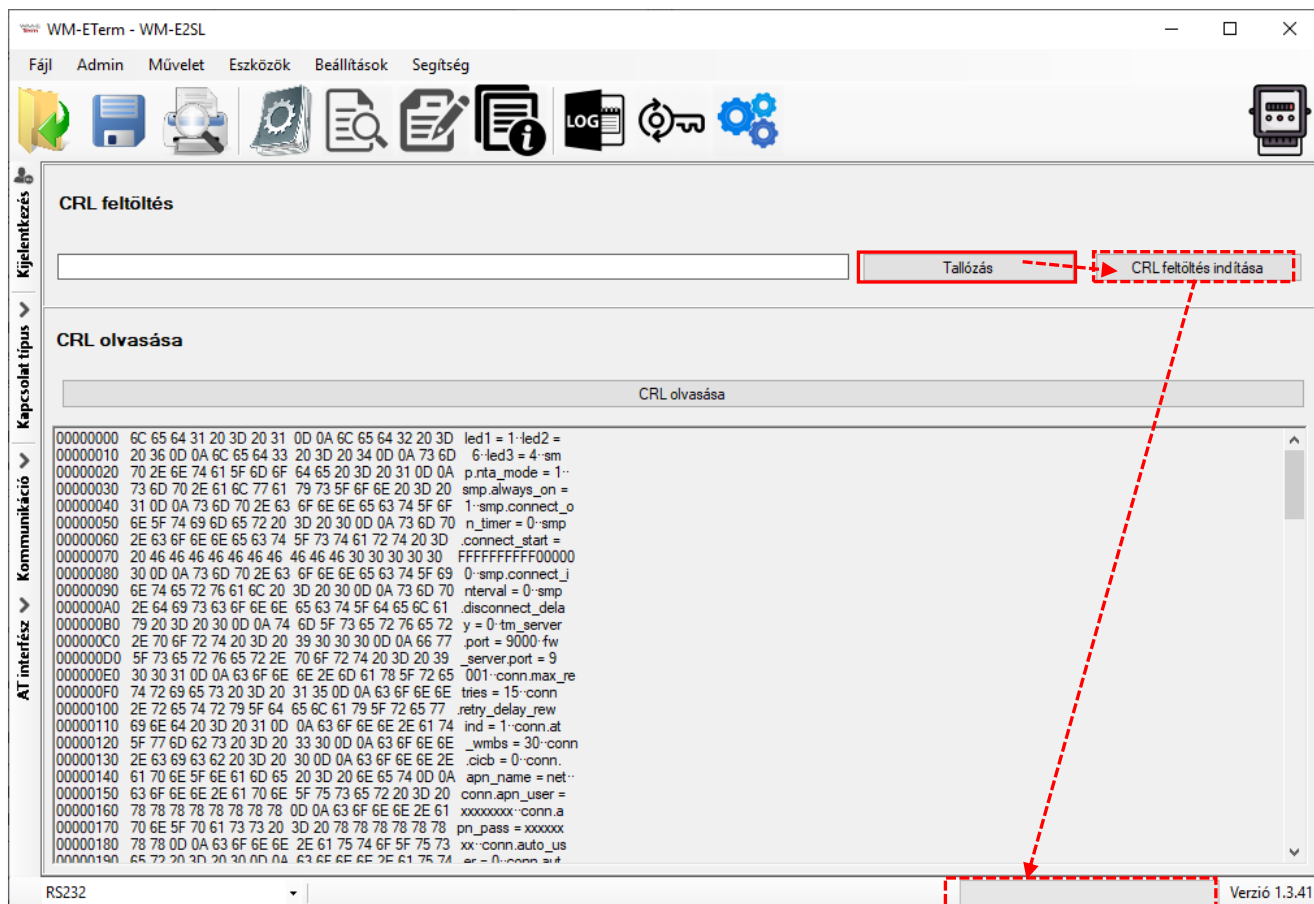 WM-ETerm - WM-E2SL
Fájl Admin Művelet Eszközök Beállítások Segítség
LOG
Kijelentkezés
Kapcsolat típus
Kommunikáció
AT interfész
CRL feltöltés
Tallózás CRL feltöltés indítása
CRL olvasása
CRL olvasása
00000000 6C 65 64 31 20 3D 20 31 0D 0A 6C 65 64 32 20 3D led1 = 1··led2 =
00000010 20 36 0D 0A 6C 65 64 33 20 3D 20 34 0D 0A 73 6D 6··led3 = 4··sm
00000020 70 2E 6E 74 61 5F 6D 6F 64 65 20 3D 20 31 0D 0A p.nta_mode = 1··
00000030 73 6D 70 2E 61 6C 77 61 79 73 5F 6F 6E 20 3D 20 smp.always_on =
00000040 31 0D 0A 73 6D 70 2E 63 6F 6E 6E 65 63 74 5F 6F 1··smp.connect_o
00000050 6E 5F 74 69 6D 65 72 20 3D 20 30 0D 0A 73 6D 70 n_timer = 0··smp
00000060 2E 63 6F 6E 6E 65 63 74 5F 73 74 61 72 74 20 3D .connect_start =
00000070 20 46 46 46 46 46 46 46 46 46 46 30 30 30 30 30 FFFFFFFFFF00000
00000080 30 0D 0A 73 6D 70 2E 63 6F 6E 6E 65 63 74 5F 69 0··smp.connect_i
00000090 6E 74 65 72 76 61 6C 20 3D 20 30 0D 0A 73 6D 70 nterval = 0··smp
000000A0 2E 64 69 73 63 6F 6E 6E 65 63 74 5F 64 65 6C 61 .disconnect_dela
000000B0 79 20 3D 20 30 0D 0A 74 6D 5F 73 65 72 76 65 72 y = 0··tm_server
000000C0 2E 70 6F 72 74 20 3D 20 39 30 30 30 0D 0A 66 77 .port = 9000··fw
000000D0 5F 73 65 72 76 65 72 2E 70 6F 72 74 20 3D 20 39 _server.port = 9
000000E0 30 30 31 0D 0A 63 6F 6E 6E 2E 6D 61 78 5F 72 65 001··conn.max_re
000000F0 74 72 69 65 73 20 3D 20 31 35 0D 0A 63 6F 6E 6E tries = 15··conn
00000100 2E 72 65 74 72 79 5F 64 65 6C 61 79 5F 72 65 77 .retry_delay_rew
00000110 69 6E 64 20 3D 20 31 0D 0A 63 6F 6E 6E 2E 61 74 ind = 1··conn.at
00000120 5F 77 6D 62 73 20 3D 20 33 30 0D 0A 63 6F 6E 6E _wmbs = 30··conn
00000130 2E 63 69 63 62 20 3D 20 30 0D 0A 63 6F 6E 6E 2E .cicb = 0··conn.
00000140 61 70 6E 5F 6E 61 6D 65 20 3D 20 6E 65 74 0D 0A apn_name = net··
00000150 63 6F 6E 6E 2E 61 70 6E 5F 75 73 65 72 20 3D 20 conn.apn_user =
00000160 78 78 78 78 78 78 78 78 0D 0A 63 6F 6E 6E 2E 61 xxxxxxxx··conn.a
00000170 70 6E 5F 70 61 73 73 20 3D 20 78 78 78 78 78 78 pn_pass = xxxxxx
00000180 78 78 0D 0A 63 6F 6E 6E 2E 61 75 74 6F 5F 75 73 xx··conn.auto_us
00000190 65 72 20 3D 20 30 0D 0A 63 6F 6E 6E 2E 61 75 74 er = 0··conn.aut
RS232 Verzió 1.3.41